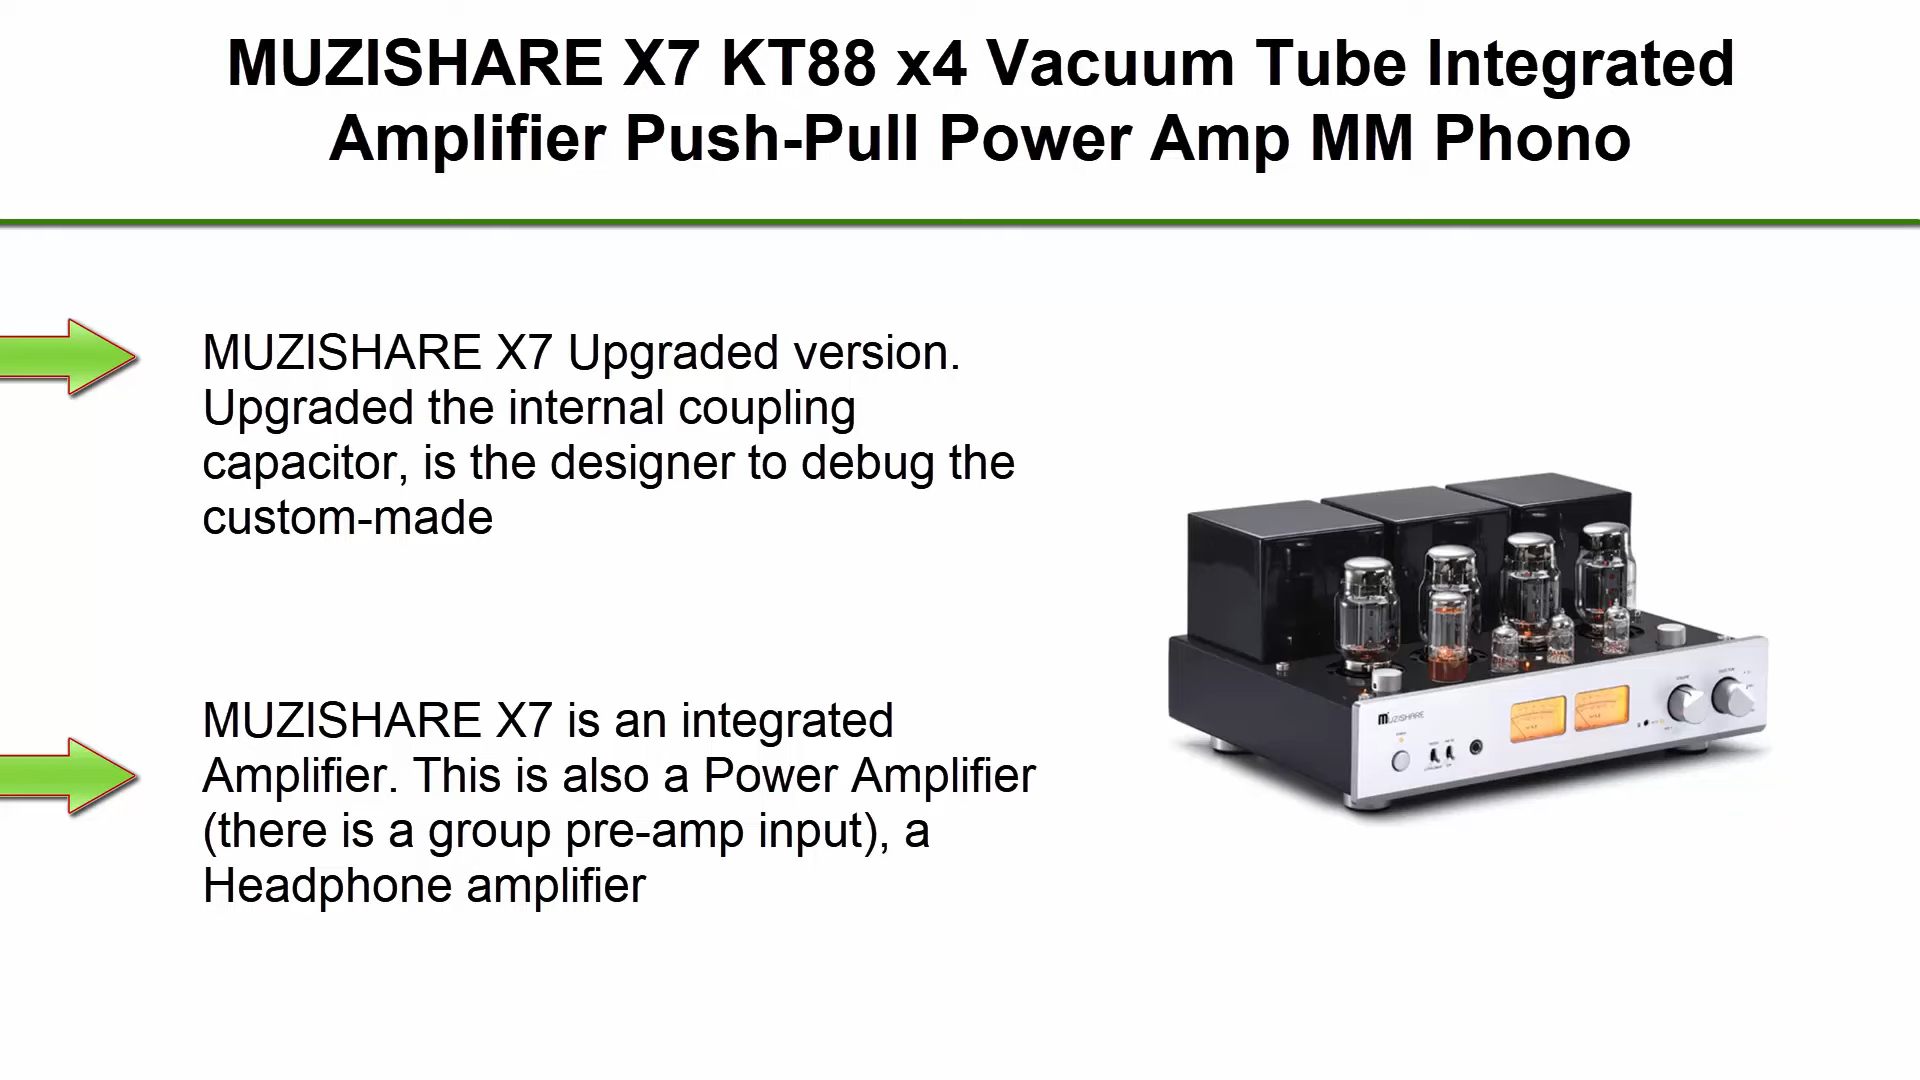 MUZISHARE X7 KT88 x4 Vacuum Tube Integrated
Amplifier Push-Pull Power Amp MM Phono
MUZISHARE X7 Upgraded version.
Upgraded the internal coupling
capacitor, is the designer to debug the
custom-made
MUZISHARE X7 is an integrated
Amplifier. This is also a Power Amplifier
(there is a group pre-amp input), a
Headphone amplifier
MUZISHARE